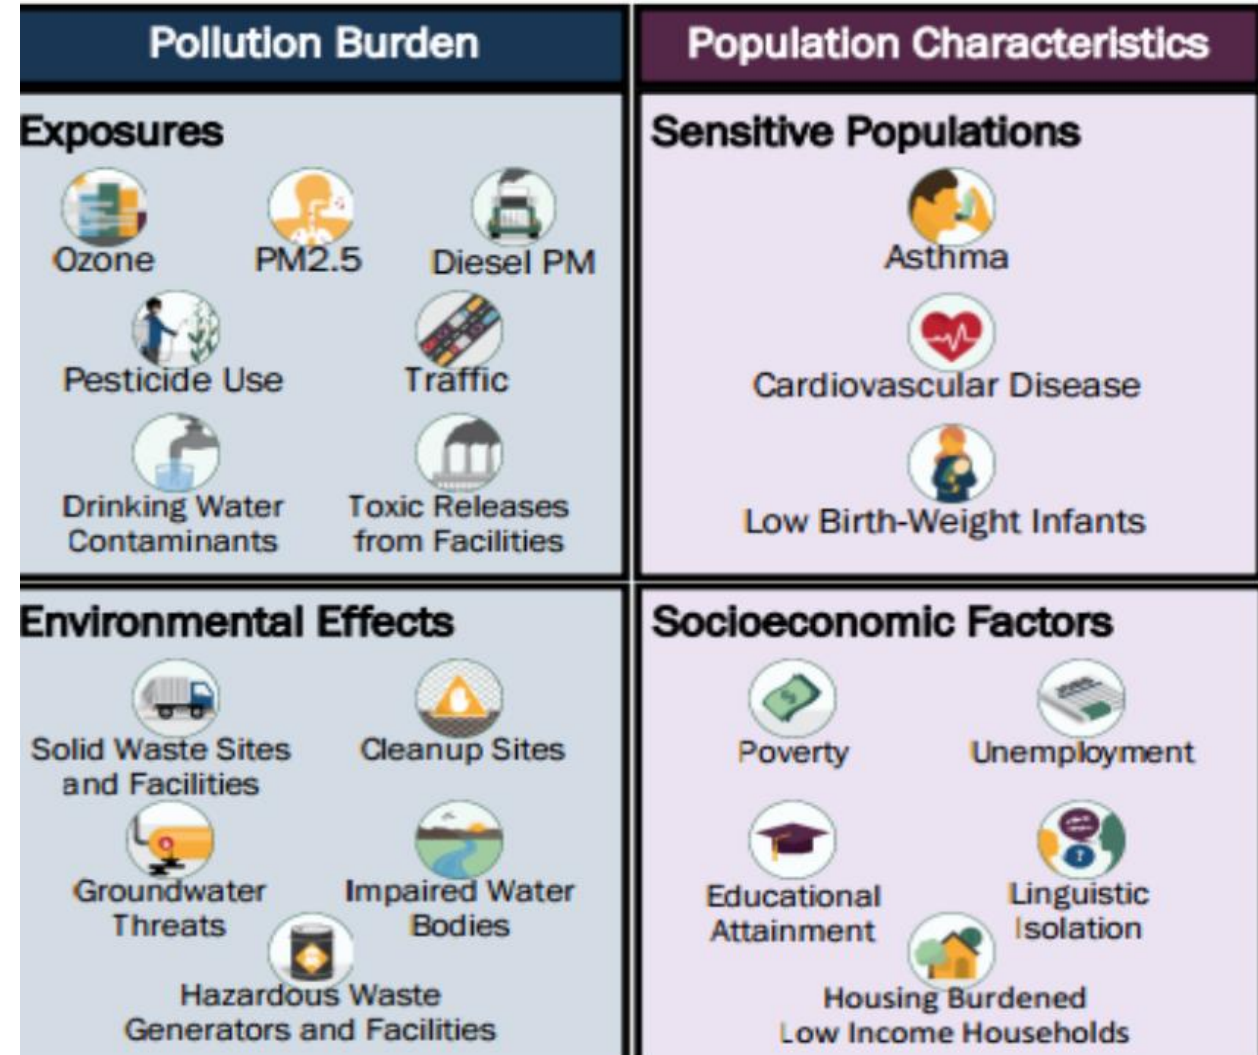 Pollution Burden
Population Characteristics
Exposures
Ozone
PM2.5
Diesel PM
Pesticide Use
Traffic
Drinking Water
Contaminants
Toxic Releases
from Facilities
Sensitive Populations
Asthma
Cardiovascular Disease
Low Birth-Weight Infants
Environmental Effects
Solid Waste Sites
and Facilities
Cleanup Sites
Groundwater
Threats
Impaired Water
Bodies
Hazardous Waste
Generators and Facilities
Socioeconomic Factors
Poverty
Unemployment
Educational
Attainment
Linguistic
Isolation
Housing Burdened
Low Income Households